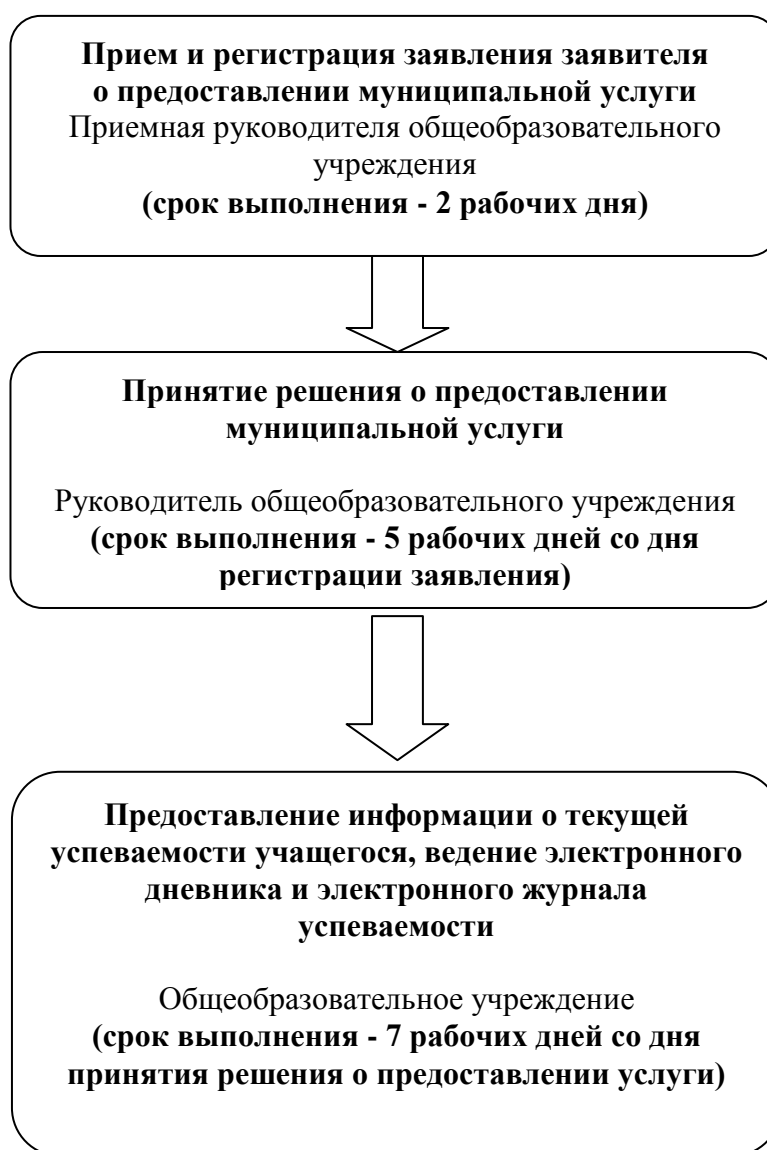 Прием и регистрация заявления заявителя
о предоставлении муниципальной услуги
Приемная руководителя общеобразовательного
учреждения
(срок выполнения - 2 рабочих дня)
Принятие решения о предоставлении
муниципальной услуги
Руководитель общеобразовательного учреждения
(срок выполнения - 5 рабочих дней со дня
регистрации заявления)
Предоставление информации о текущей
успеваемости учащегося, ведение электронного
дневника и электронного журнала
успеваемости
Общеобразовательное учреждение
(срок выполнения - 7 рабочих дней со дня
принятия решения о предоставлении услуги)